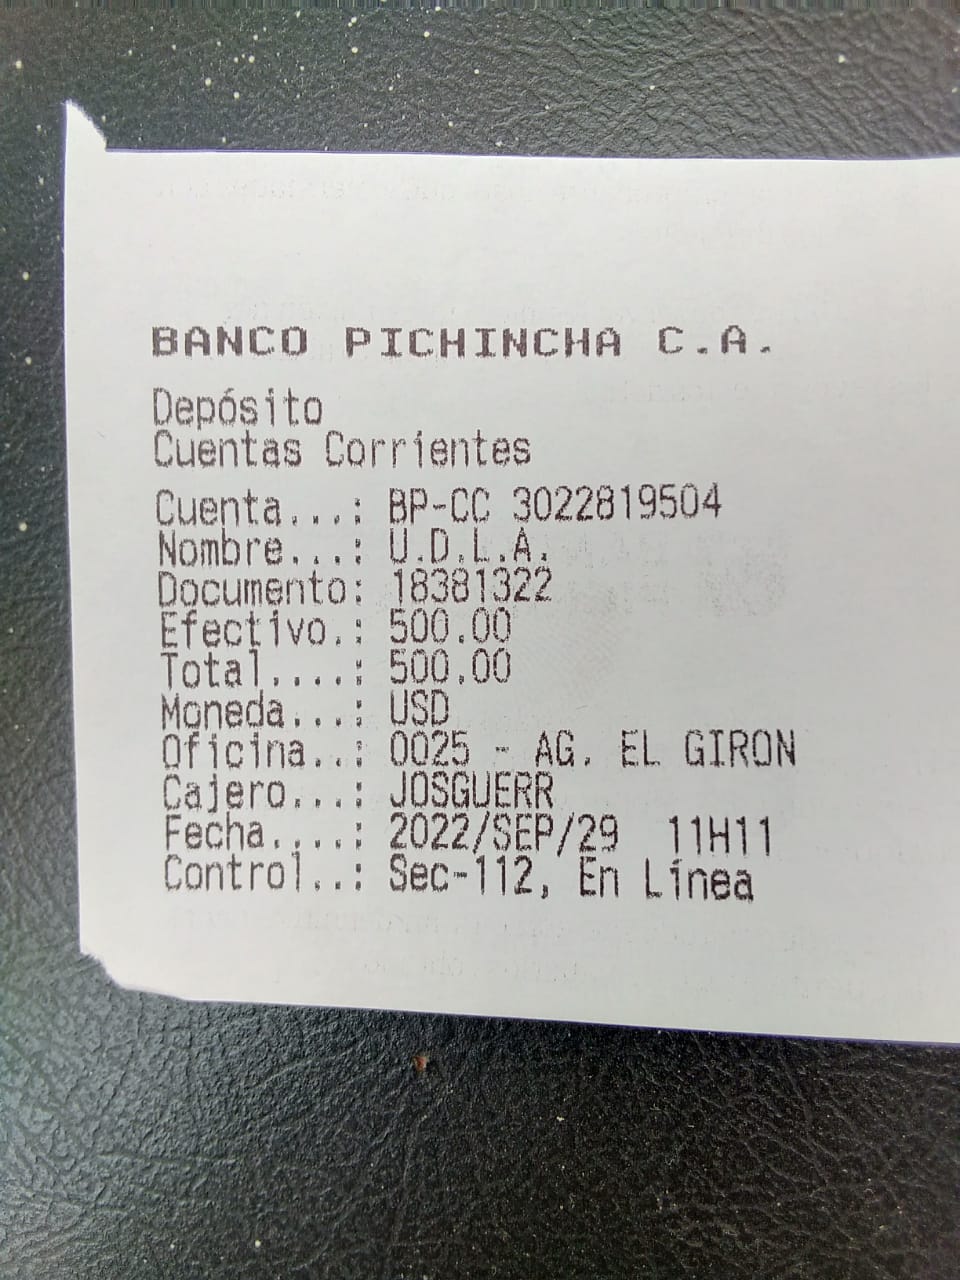 BANCO PICHINCHA C.A.
Depósito
Cuentas Corrientes
Cuenta...: BP-CC 3022819504
Nombre...: U.D.L.A.
Documento: 18381322
Efectivo.: 500.00
Total....: 500.00
Moneda...: USD
Oficina..: 0025 - AG. EL GIRON
Cajero...: JOSGUERR
Fecha....: 2022/SEP/29 11H11
Control..: Sec-112, En Línea